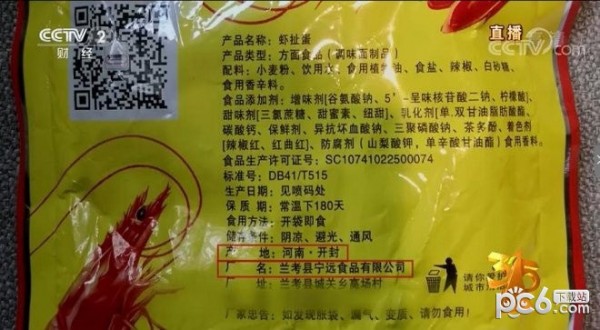 CCTV 2
财经
直播
CCTV.com
产品名称：虾扯蛋
产品类型：方面食品（调味面制品）
配料：小麦粉、饮用水、食用植物油、食盐、辣椒、白砂糖、
食用香辛料。
食品添加剂：增味剂[谷氨酸钠、5'-呈味核苷酸二钠、柠檬酸]、
甜味剂[三氯蔗糖、甜蜜素、纽甜]、乳化剂[单,双甘油脂肪酸酯、
碳酸钙、保鲜剂、异抗坏血酸钠、三聚磷酸钠、茶多酚、着色剂
[辣椒红、红曲红]、防腐剂（山梨酸钾，单辛酸甘油酯）食用香料。
食品生产许可证号：SC10741022500074
标准号：DB41/T515
生产日期：见喷码处
保质期：常温下180天
食用方法：开袋即食
储存条件：阴凉、避光、通风
产 地：河南·开封
厂 名：兰考县宁远食品有限公司
厂 址：兰考县城关乡高场村
厂家忠告：如发现胀袋、漏气、变质、请勿食用
请你爱护
城市
315
下载站
pc6.com